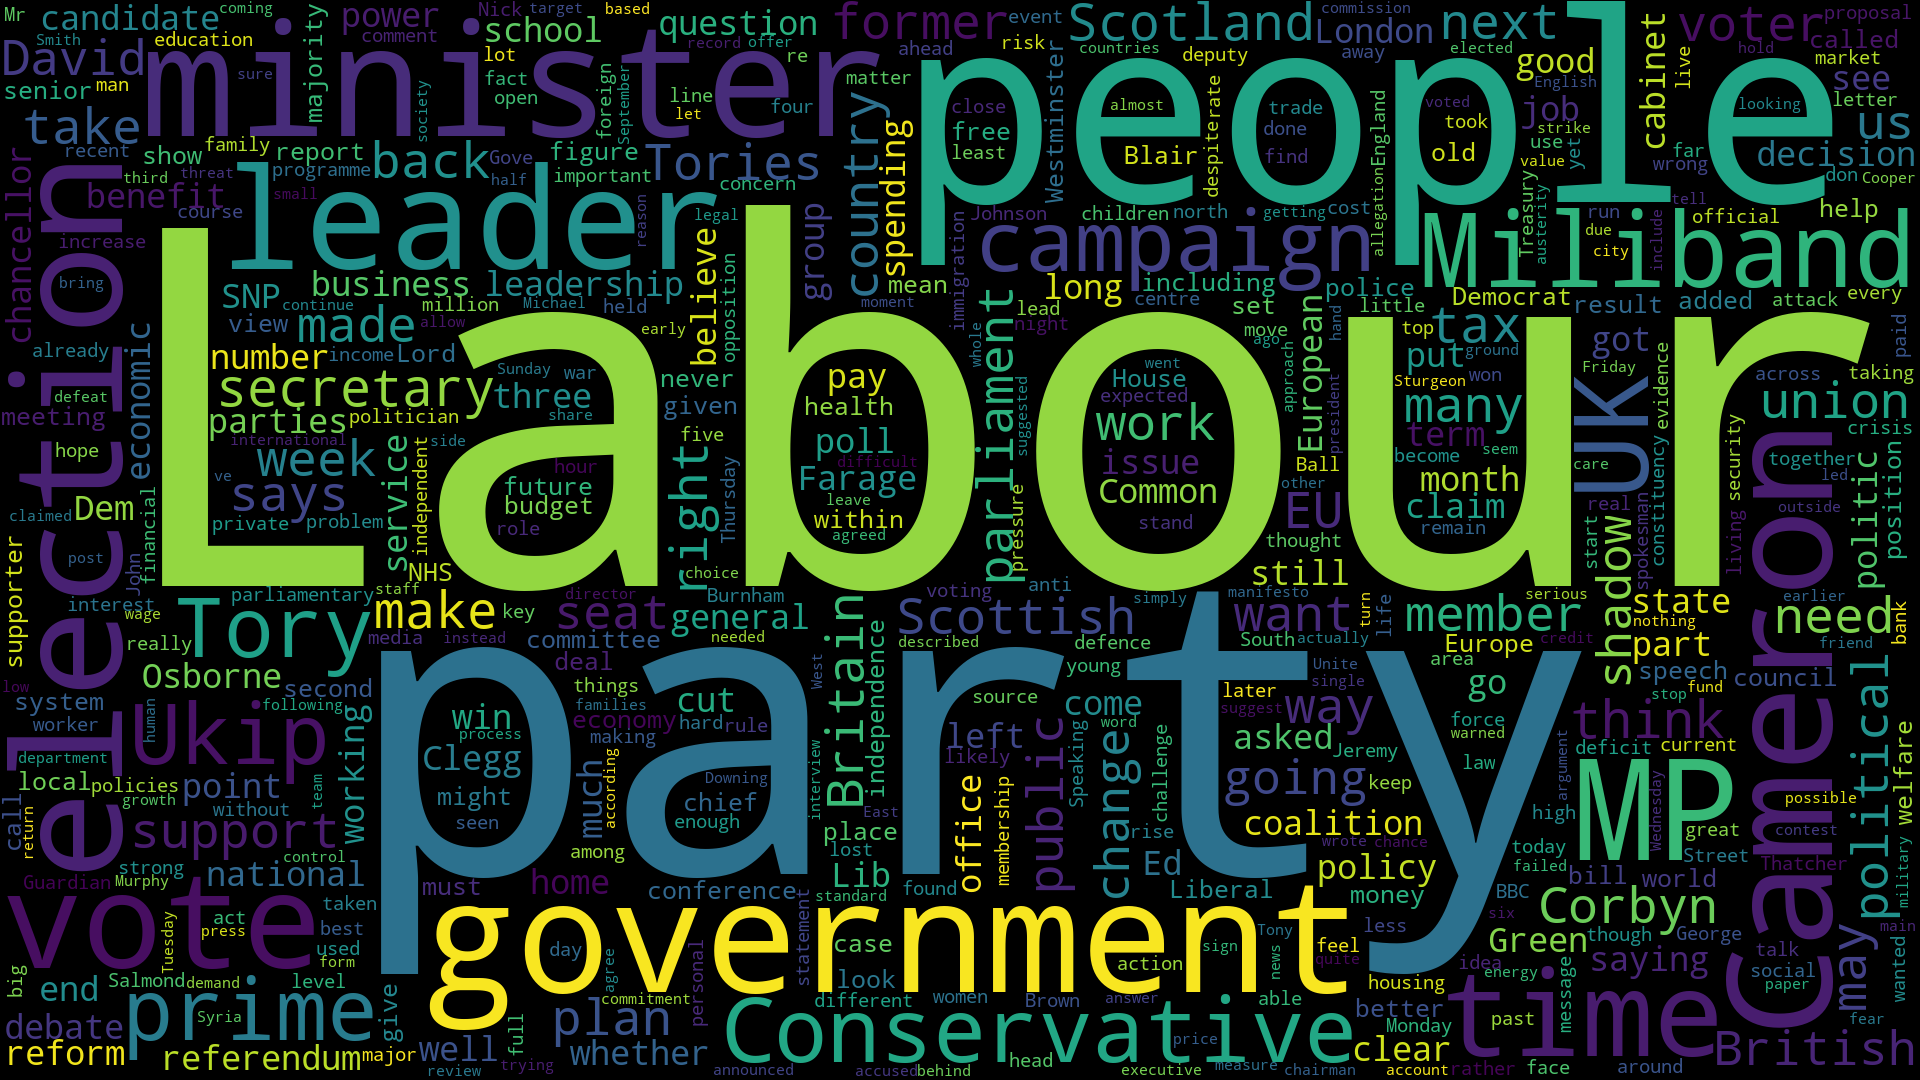 Mr
candidate
coming
power
Nick
target
based
school
question
former
event
Scotland
London
commission
next
voter
proposal
Smith
education
comment
majority
record
offer
lot
re
ahead
risk
countries
away
elected
called
David
minister
people
cabinet
live
market
hold
senior
man
sure
fact
open
line
let
foreign
September
four
matter
close
free
least
almost
deputy
trade
done
find
voted
took
old
good
English
job
strike
use
looking
see
letter
us
take
recent
family
society
show
report
back
Gove
half
figure
important
Tories
concern
country
spending
Blair
despite
rate
Westminster
England
value
yet
far
wrong
don
decision
Cooper
chancellor
third
threat
programme
benefit
course
small
leader
reason
legal
group
immigration
Johnson
children
north
getting
cost
allegation
Miliband
Treasury
austerity
run
due
city
include
tell
official
help
increase
bring
election
business
leadership
believe
opposition
mean
campaign
long
including
police
Democrat
result
added
attack
every
SNP
continue
million
Michael
held
moment
lead
night
centre
set
little
view
made
allow
early
whole
move
ago
hand
top
tax
got
paid
already
economic
number
income
Lord
Labour
European
put
ground
Friday
across
taking
defeat
secretary
Sunday
war
three
share
never
pay
health
parliament
House
went
expected
approach
president
Sturgeon
won
many
UK
evidence
union
meeting
parties
politician
given
poll
suggested
work
term
crisis
hope
international
week
side
five
difficult
Farage
issue
Ball
become
seem
care
security
together
ve
service
independent
hour
future
right
leave
Common
other
month
constituency
led
politic
position
Dem
says
budget
Thursday
within
EU
claim
real
claimed
financial
private
problem
role
agreed
pressure
stand
remain
start
shadow
living
outside
post
John
NHS
choice
thought
spokesman
Cameron
supporter
interest
parliamentary
staff
director
Burnham
voting
anti
still
simply
manifesto
turn
life
serious
state
earlier
wage
Tory
make
key
seat
general
Britain
Scottish
want
member
nothing
need
bank
really
media
instead
committee
needed
independence
described
defence
South
actually
Europe
credit
part
friend
low
Osborne
deal
party
West
young
Unite
single
area
speech
council
system
second
things
families
cut
source
come
later
suggest
way
go
stop
fund
worker
human
following
Ukip
working
win
process
economy
hard
rule
left
word
public
force
warned
think
political
department
Clegg
making
according
Downing
interview
likely
Speaking
change
challenge
asked
Jeremy
law
deficit
current
welfare
local
policies
point
might
much
chief
East
office
membership
going
keep
argument
MP
Wednesday
possible
growth
team
without
seen
enough
place
rise
coalition
wrote
chance
high
great
contest
call
return
support
strong
control
among
lost
today
failed
Street
Thatcher
military
Guardian
Murphy
national
must
home
conference
standard
Lib
found
Ed
Liberal
policy
money
BBC
bill
world
vote
Tuesday
act
press
taken
best
used
form
government
personal
statement
case
Tony
sign
news
feel
quite
less
six
Corbyn
Green
though
George
talk
main
wanted
big
end
Salmond
demand
level
day
agree
look
action
idea
saying
social
paper
may
Syria
prime
give
full
commitment
different
women
Brown
answer
able
housing
better
energy
message
time
debate
plan
well
Conservative
Monday
past
fear
reform
referendum
major
trying
whether
head
price
clear
rather
face
around
British
review
announced
accused
behind
executive
measure
chairman
account